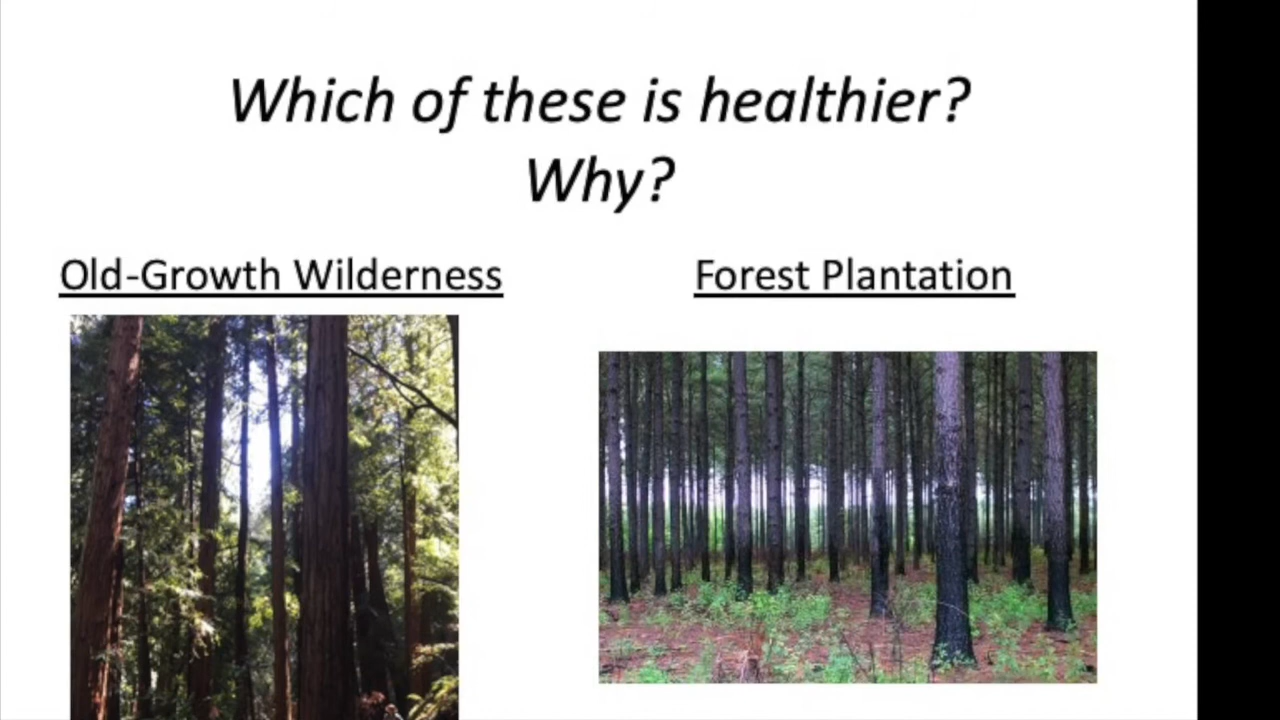 Which of these is healthier?
Why?
Old-Growth Wilderness
Forest Plantation